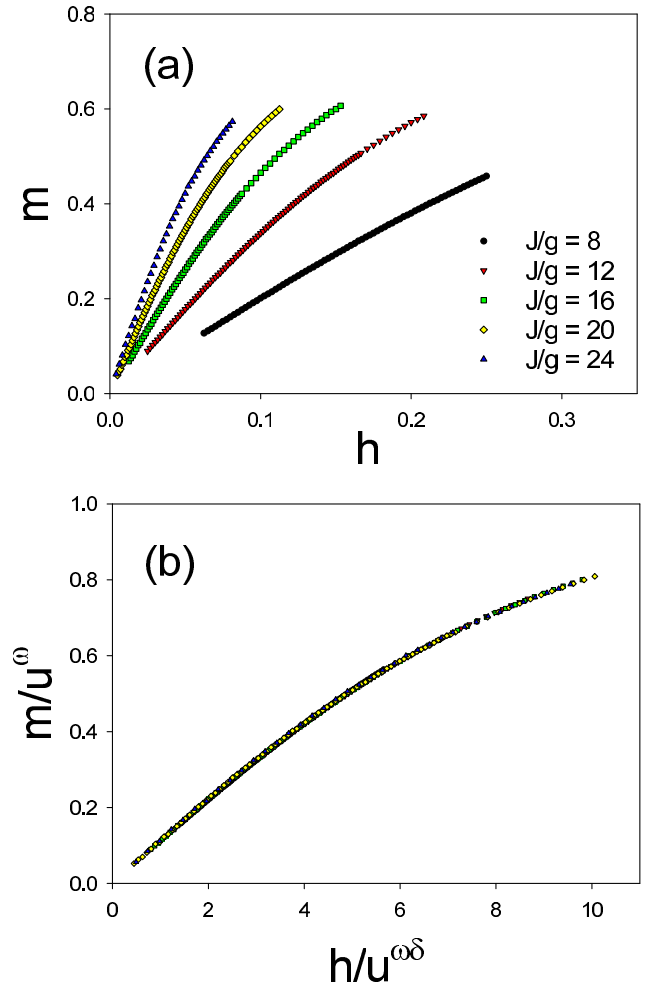 0.8
(a)
0.6
m
0.4
J/g = 8
J/g = 12
0.2
J/g = 16
J/g = 20
J/g = 24
0.0
0.0 0.1 0.2 0.3
h
1.0
(b)
0.8
m/u^ω
0.6
0.4
0.2
0.0
0 2 4 6 8 10
h/u^ωδ